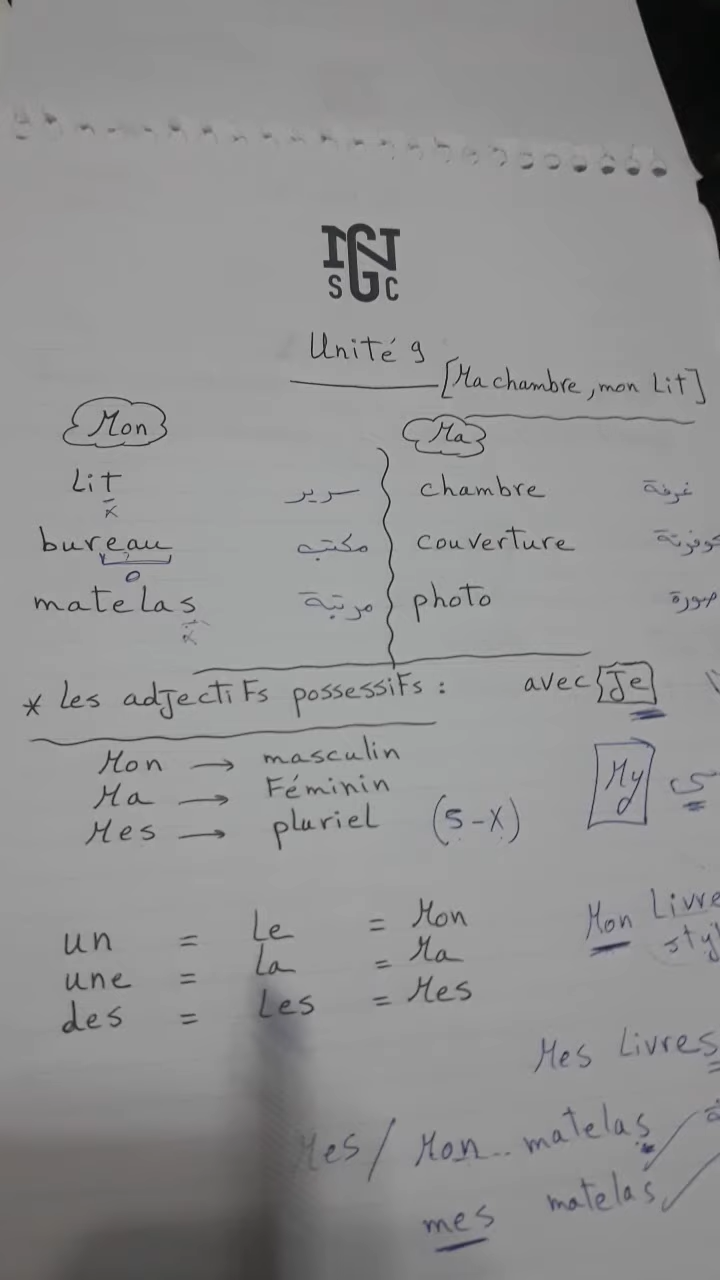 INGSC
Unité 9
[Ma chambre, mon Lit]
Mon
Ma
Lit سرير
chambre غرفة
bureau مكتب
couverture
o
matelas مرتبة
photo صورة
* Les adjectifs possessifs : avec Je
Mon → masculin
Ma → Féminin
Mes → pluriel (S-X)
My ي
un = Le = Mon
une = La = Ma
des = Les = Mes
Mon Livre
Mes Livres
Mes / Mon.. matelas
mes matelas